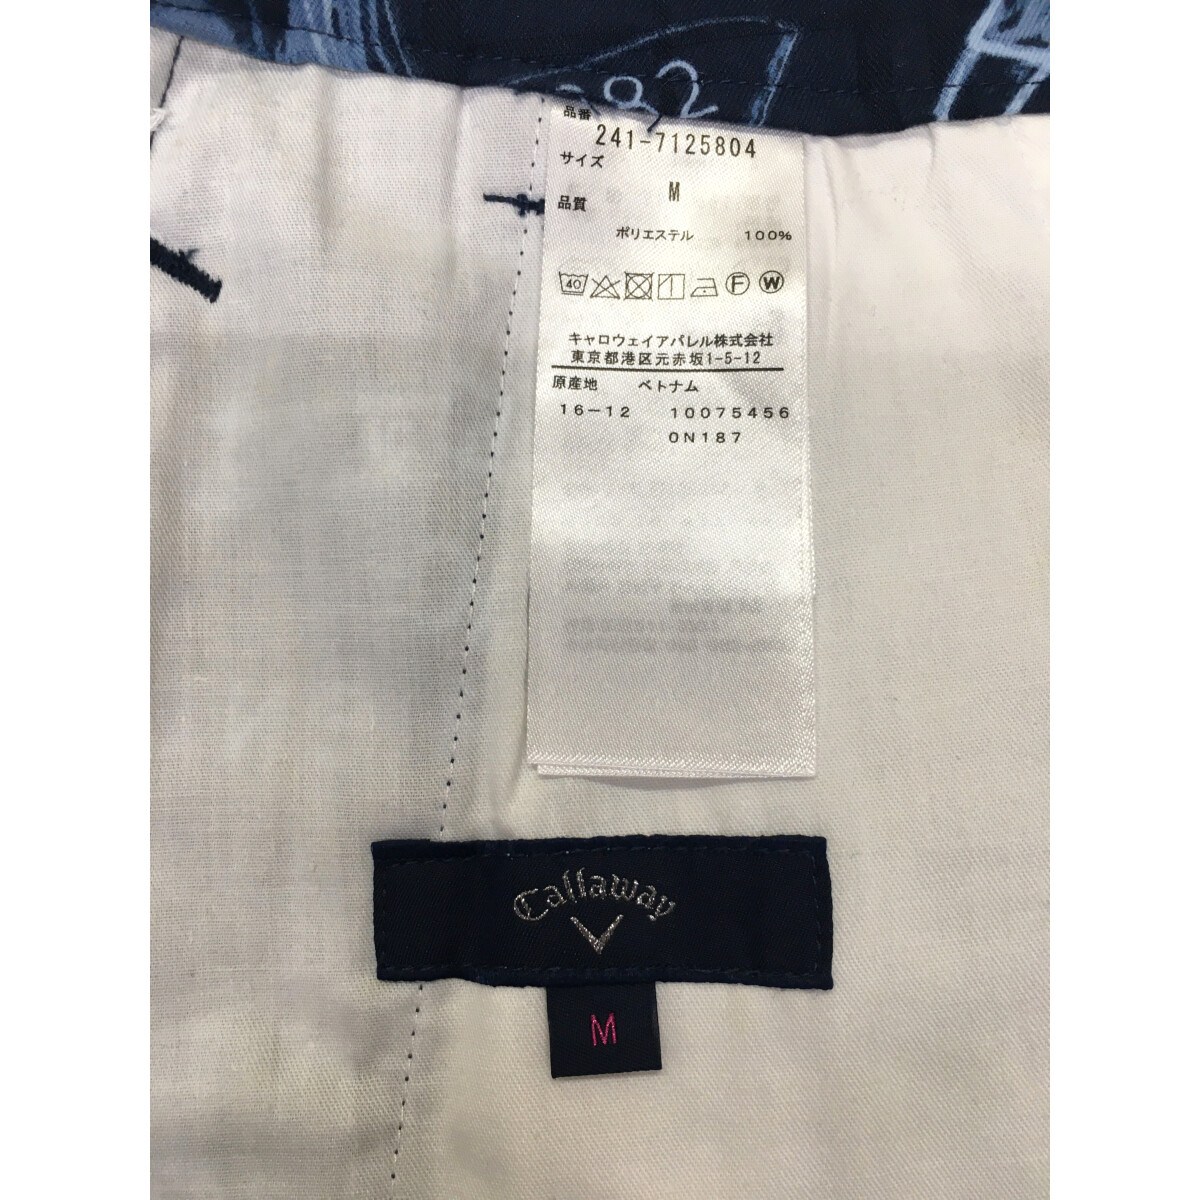 982
品番
241-7125804
サイズ
M
品質
ポリエステル 100%
40 F W
キャロウェイアパレル株式会社
東京都港区元赤坂1-5-12
原産地 ベトナム
16-12 10075456
0N187
Callaway
M